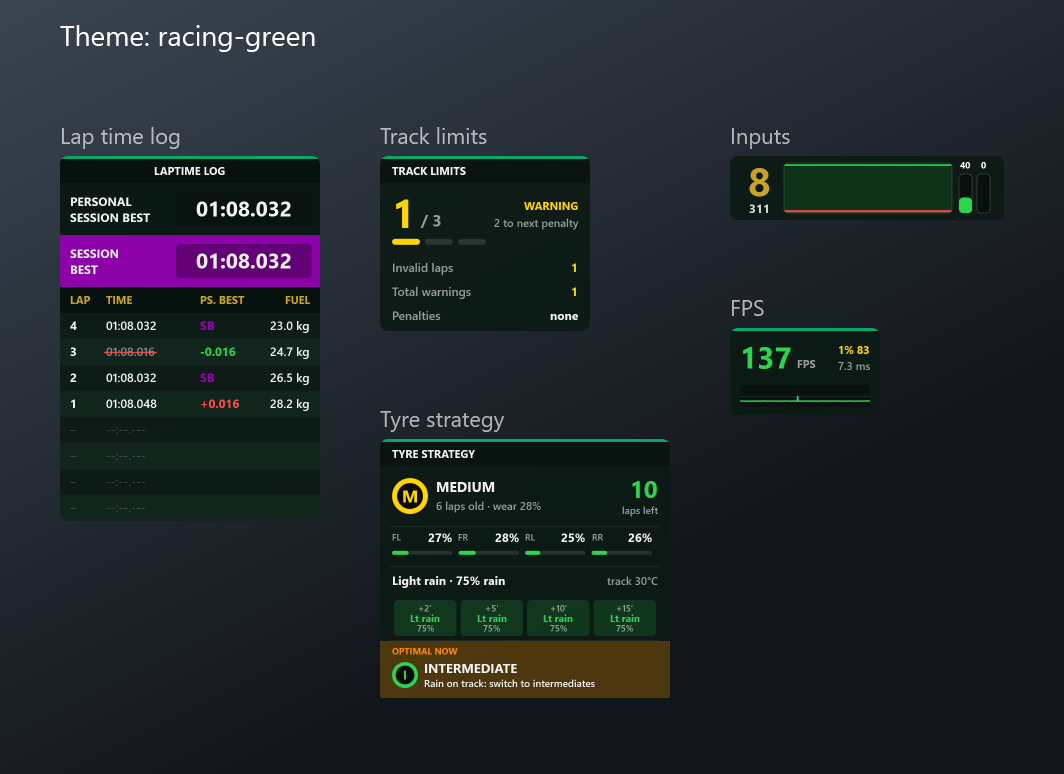 Theme: racing-green
Lap time log
LAPTIME LOG
PERSONAL
SESSION BEST
01:08.032
SESSION
BEST
01:08.032
LAP TIME PS. BEST FUEL
4 01:08.032 SB 23.0 kg
3 01:08.016 -0.016 24.7 kg
2 01:08.032 SB 26.5 kg
1 01:08.048 +0.016 28.2 kg
– --:--.---
– --:--.---
– --:--.---
– --:--.---
Track limits
TRACK LIMITS
1 / 3
WARNING
2 to next penalty
Invalid laps 1
Total warnings 1
Penalties none
Tyre strategy
TYRE STRATEGY
M
MEDIUM
6 laps old · wear 28%
10
laps left
FL 27% FR 28% RL 25% RR 26%
Light rain · 75% rain track 30°C
+2' +5' +10' +15'
Lt rain Lt rain Lt rain Lt rain
75% 75% 75% 75%
OPTIMAL NOW
I
INTERMEDIATE
Rain on track: switch to intermediates
Inputs
8
311
40 0
FPS
137 FPS
1% 83
7.3 ms